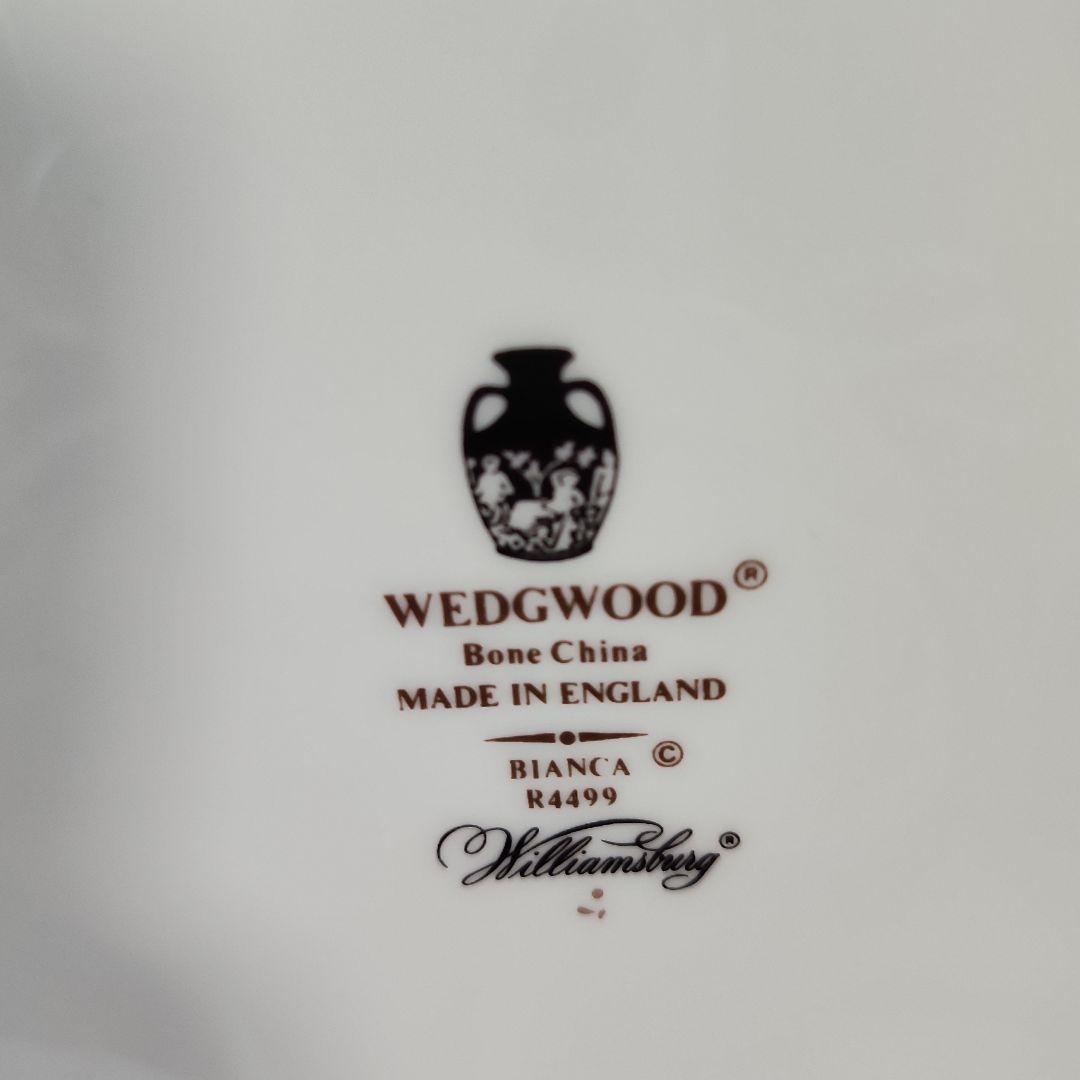 WEDGWOOD®
Bone China
MADE IN ENGLAND
BIANCA ©
R4499
Williamsburg®